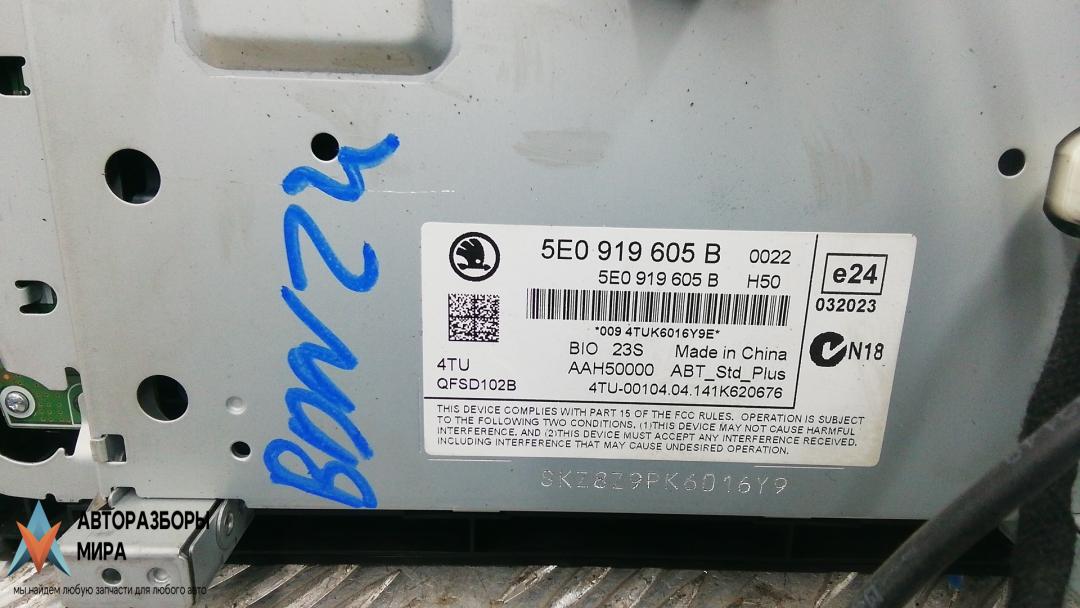 5E0 919 605 B 0022
5E0 919 605 B H50
*009 4TUK6016Y9E*
BIO 23S Made in China
4TU AAH50000 ABT_Std_Plus
QFSD102B 4TU-00104.04.141K620676
e24
032023
N18
THIS DEVICE COMPLIES WITH PART 15 OF THE FCC RULES. OPERATION IS SUBJECT
TO THE FOLLOWING TWO CONDITIONS. (1)THIS DEVICE MAY NOT CAUSE HARMFUL
INTERFERENCE. AND (2)THIS DEVICE MUST ACCEPT ANY INTERFERENCE RECEIVED,
INCLUDING INTERFERENCE THAT MAY CAUSE UNDESIRED OPERATION.
SKZ8Z9PK6016Y9
АВТОРАЗБОРЫ
МИРА
мы найдем любую запчасти для любого авто